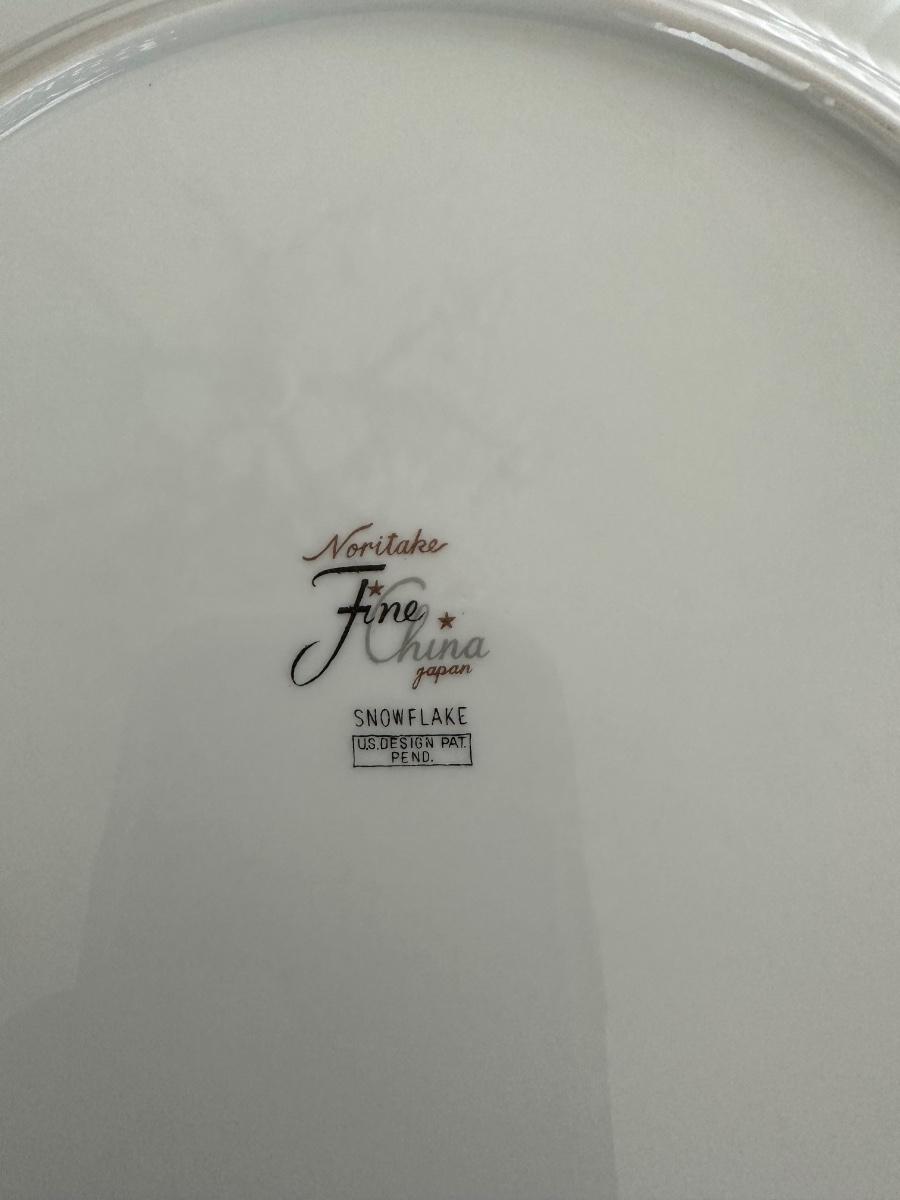 Noritake
Fine
China
japan
SNOWFLAKE
U.S.DESIGN PAT.
PEND.